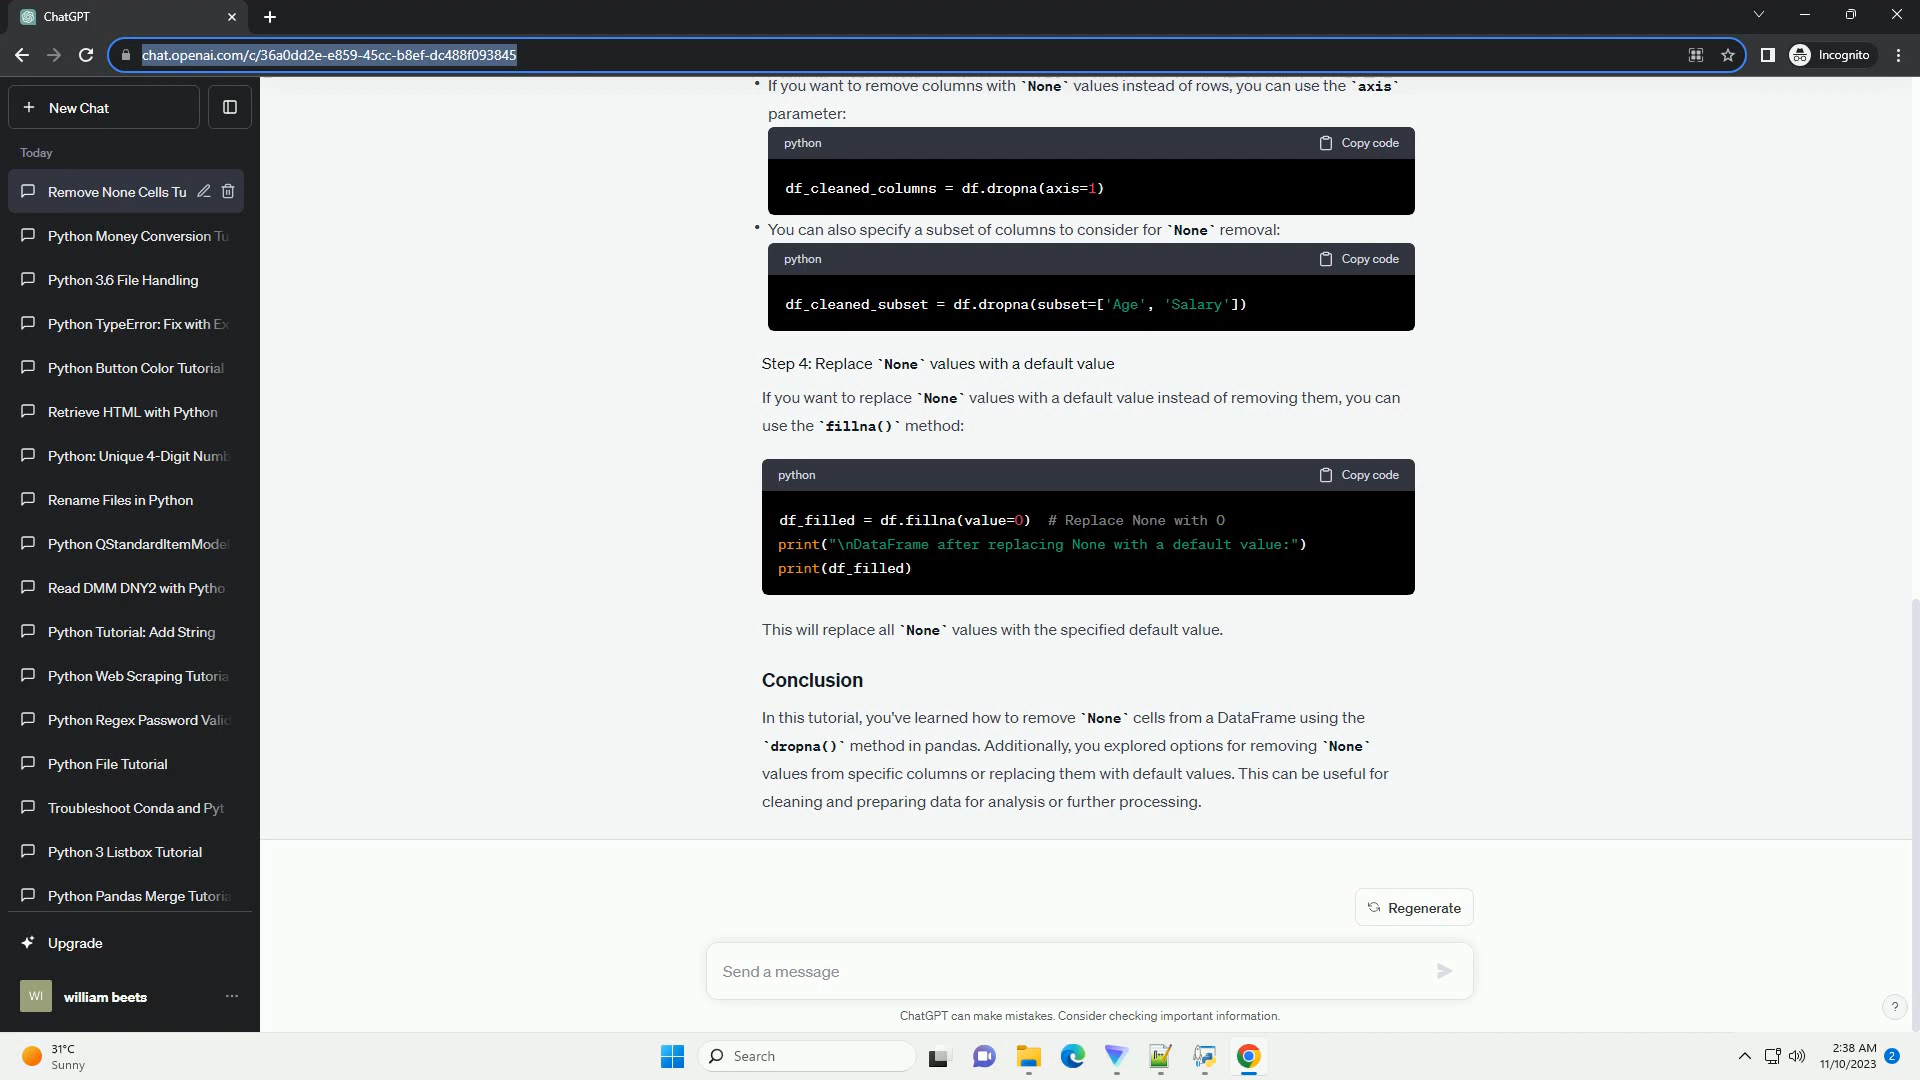 ChatGPT
chat.openai.com/c/36a0dd2e-e859-45cc-b8ef-dc488f093845
Incognito
New Chat
Today
Remove None Cells Tu
Python Money Conversion Tu
Python 3.6 File Handling
Python TypeError: Fix with Ex
Python Button Color Tutorial
Retrieve HTML with Python
Python: Unique 4-Digit Numb
Rename Files in Python
Python QStandardItemModel
Read DMM DNY2 with Pytho
Python Tutorial: Add String
Python Web Scraping Tutoria
Python Regex Password Valid
Python File Tutorial
Troubleshoot Conda and Pyt
Python 3 Listbox Tutorial
Python Pandas Merge Tutoria
Upgrade
WI
william beets
• If you want to remove columns with `None` values instead of rows, you can use the `axis`
parameter:
python
Copy code
df_cleaned_columns = df.dropna(axis=1)
• You can also specify a subset of columns to consider for `None` removal:
python
Copy code
df_cleaned_subset = df.dropna(subset=['Age', 'Salary'])
Step 4: Replace `None` values with a default value
If you want to replace `None` values with a default value instead of removing them, you can
use the `fillna()` method:
python
Copy code
df_filled = df.fillna(value=0)  # Replace None with 0
print("\nDataFrame after replacing None with a default value:")
print(df_filled)
This will replace all `None` values with the specified default value.
Conclusion
In this tutorial, you've learned how to remove `None` cells from a DataFrame using the
`dropna()` method in pandas. Additionally, you explored options for removing `None`
values from specific columns or replacing them with default values. This can be useful for
cleaning and preparing data for analysis or further processing.
Regenerate
Send a message
ChatGPT can make mistakes. Consider checking important information.
?
31°C
Sunny
Search
2:38 AM
11/10/2023
2